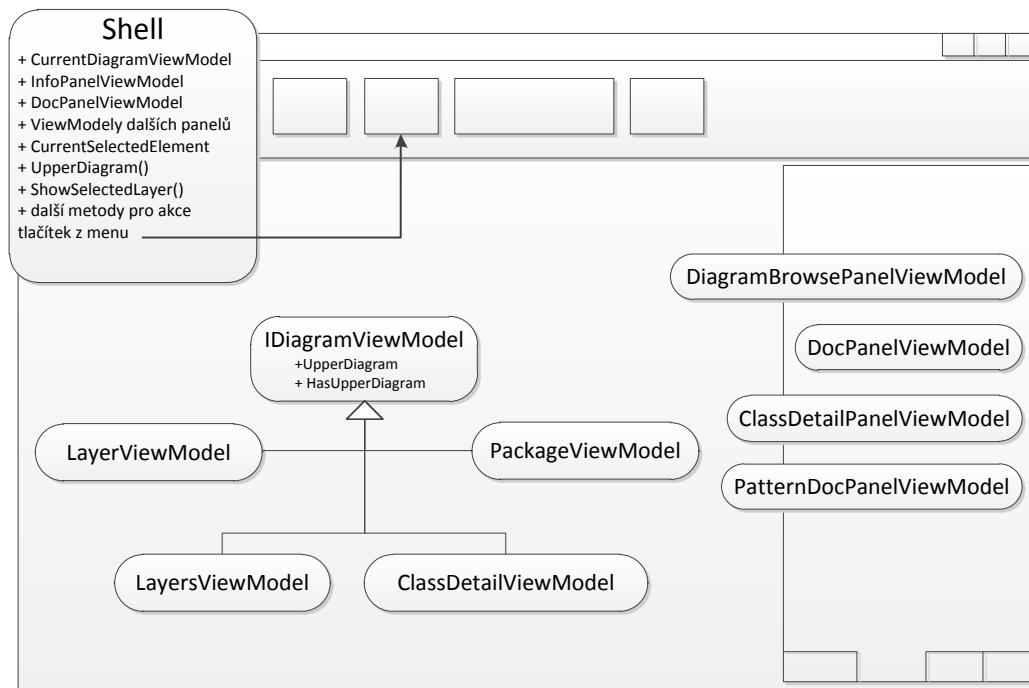 Shell
+ CurrentDiagramViewModel
+ InfoPanelViewModel
+ DocPanelViewModel
+ ViewModely dalších panelů
+ CurrentSelectedElement
+ UpperDiagram()
+ ShowSelectedLayer()
+ další metody pro akce
tlačítek z menu
DiagramBrowsePanelViewModel
IDiagramViewModel
+UpperDiagram
+ HasUpperDiagram
DocPanelViewModel
ClassDetailPanelViewModel
LayerViewModel
PackageViewModel
PatternDocPanelViewModel
LayersViewModel
ClassDetailViewModel